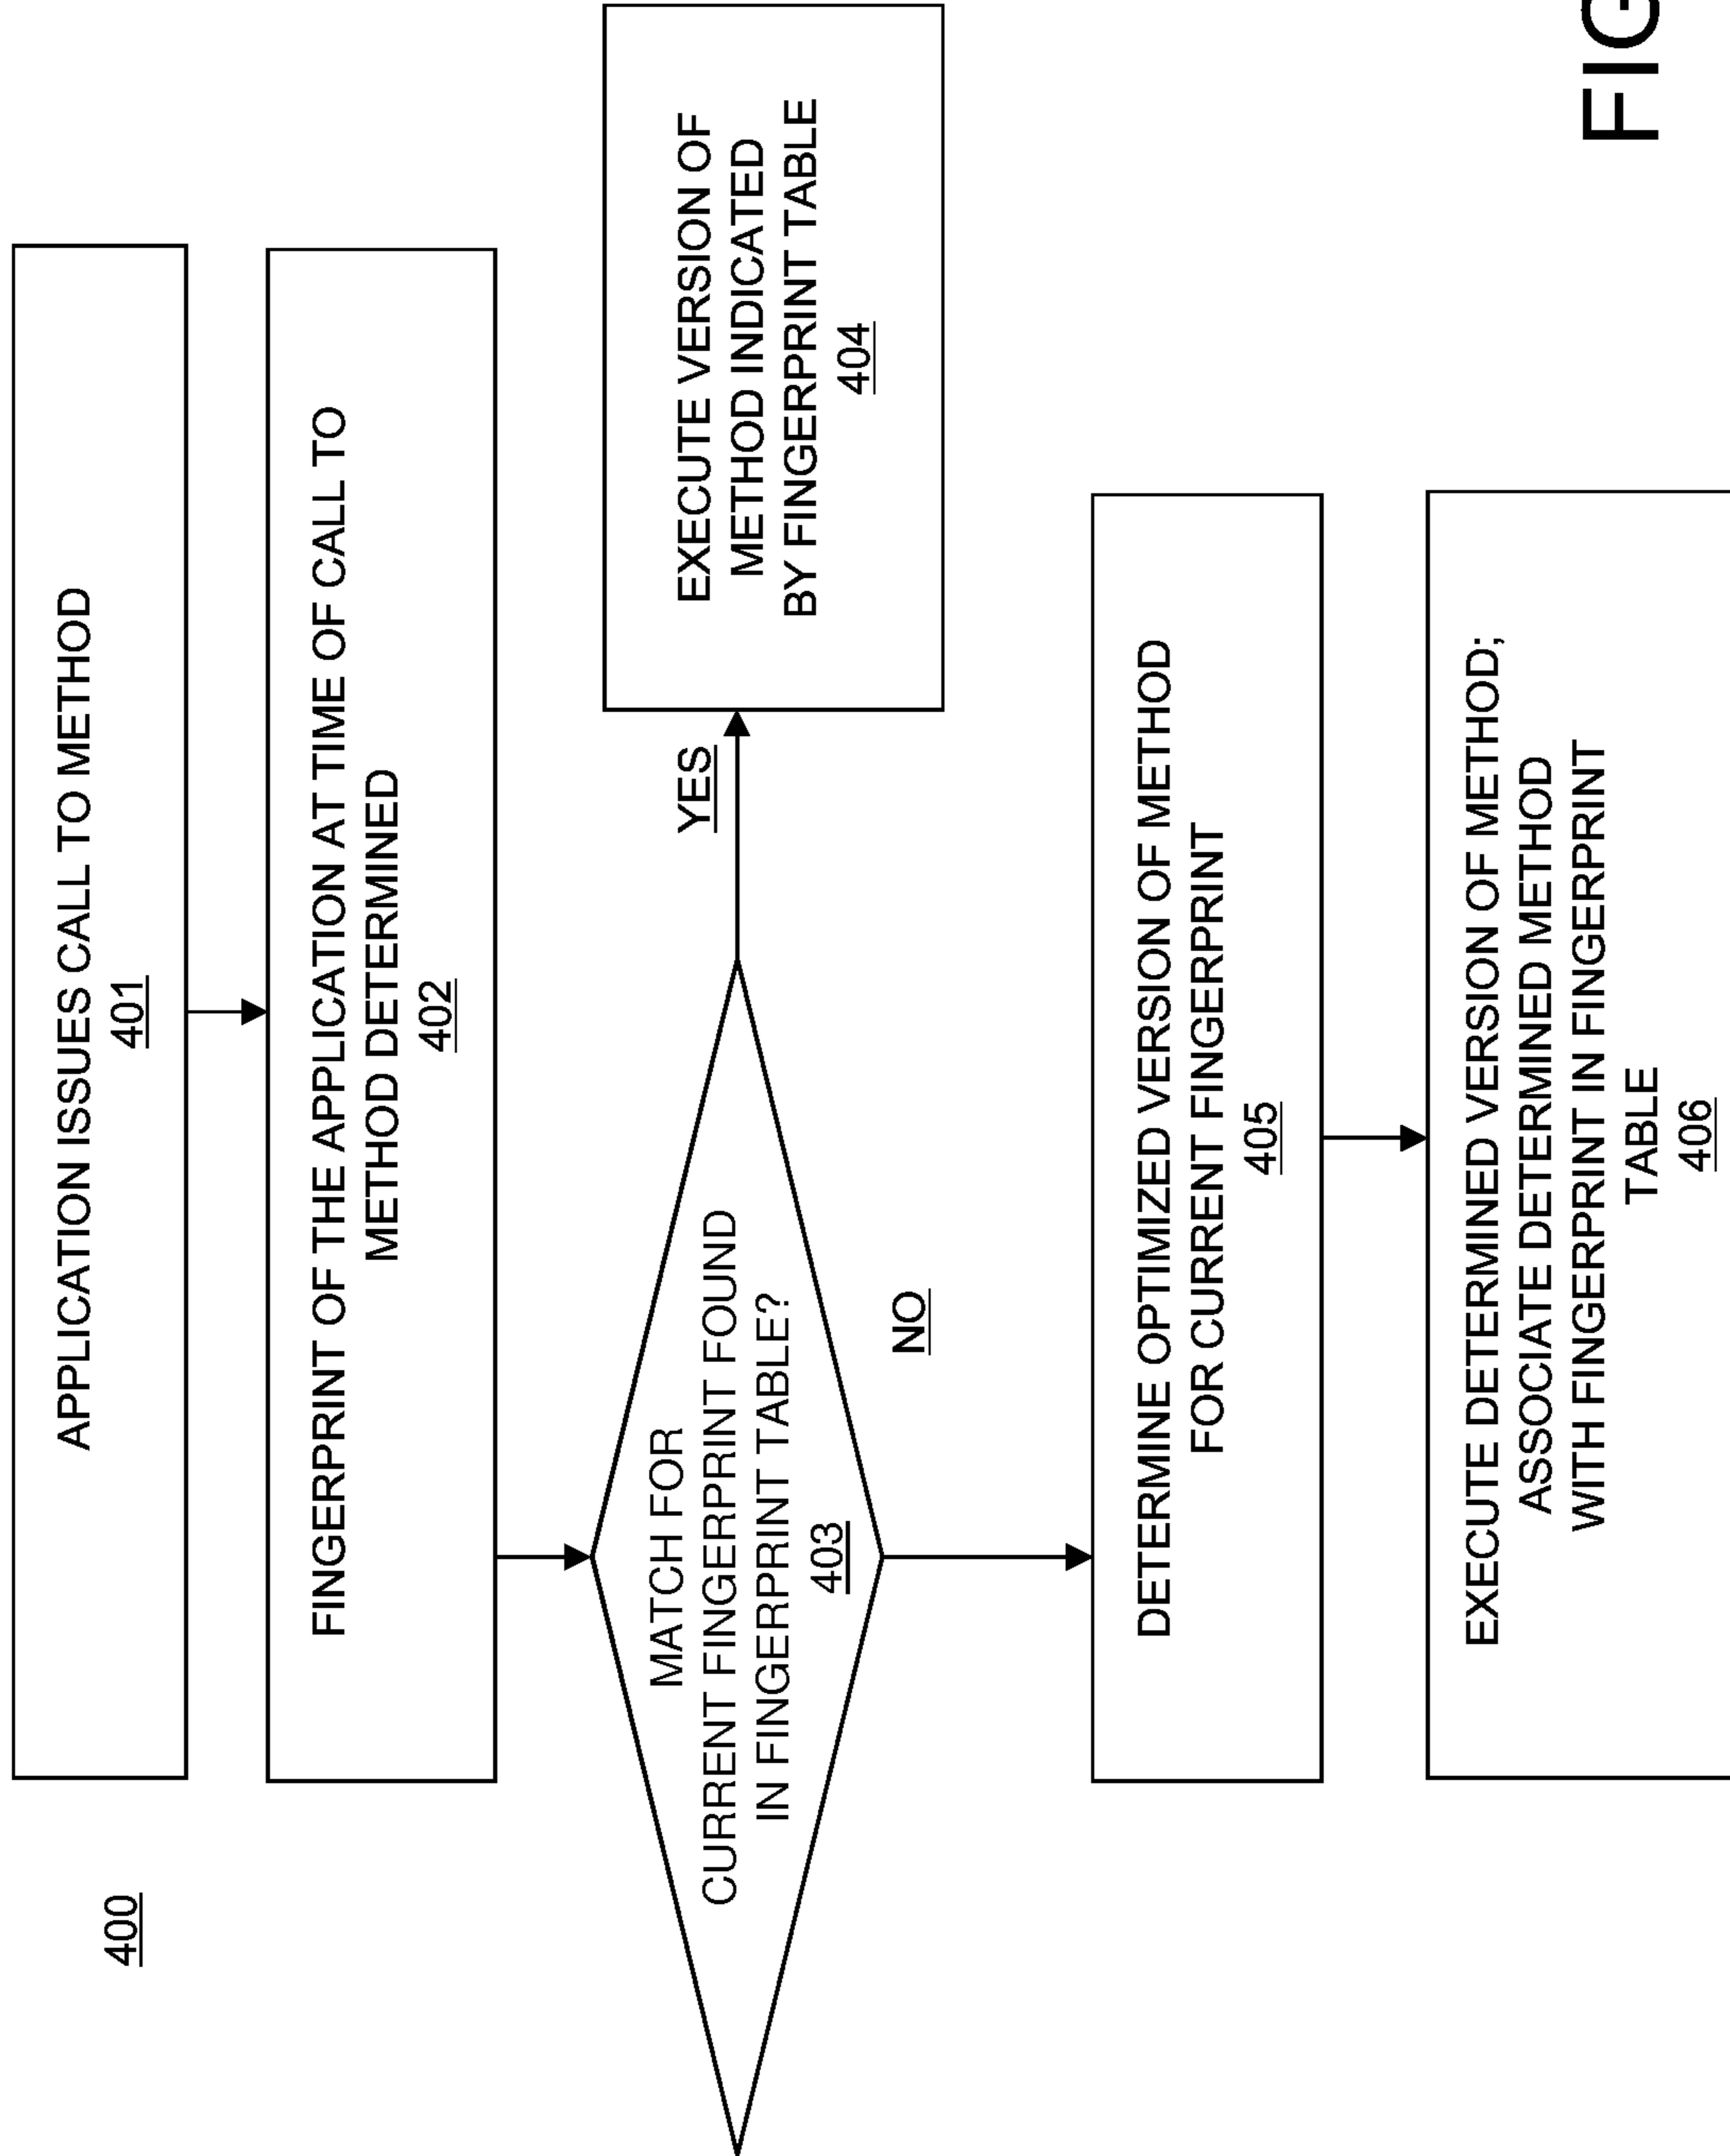 400
APPLICATION ISSUES CALL TO METHOD
401
FINGERPRINT OF THE APPLICATION AT TIME OF CALL TO
METHOD DETERMINED
402
MATCH FOR
CURRENT FINGERPRINT FOUND
IN FINGERPRINT TABLE?
403
YES
EXECUTE VERSION OF
METHOD INDICATED
BY FINGERPRINT TABLE
404
NO
DETERMINE OPTIMIZED VERSION OF METHOD
FOR CURRENT FINGERPRINT
405
EXECUTE DETERMINED VERSION OF METHOD;
ASSOCIATE DETERMINED METHOD
WITH FINGERPRINT IN FINGERPRINT
TABLE
406
FIG